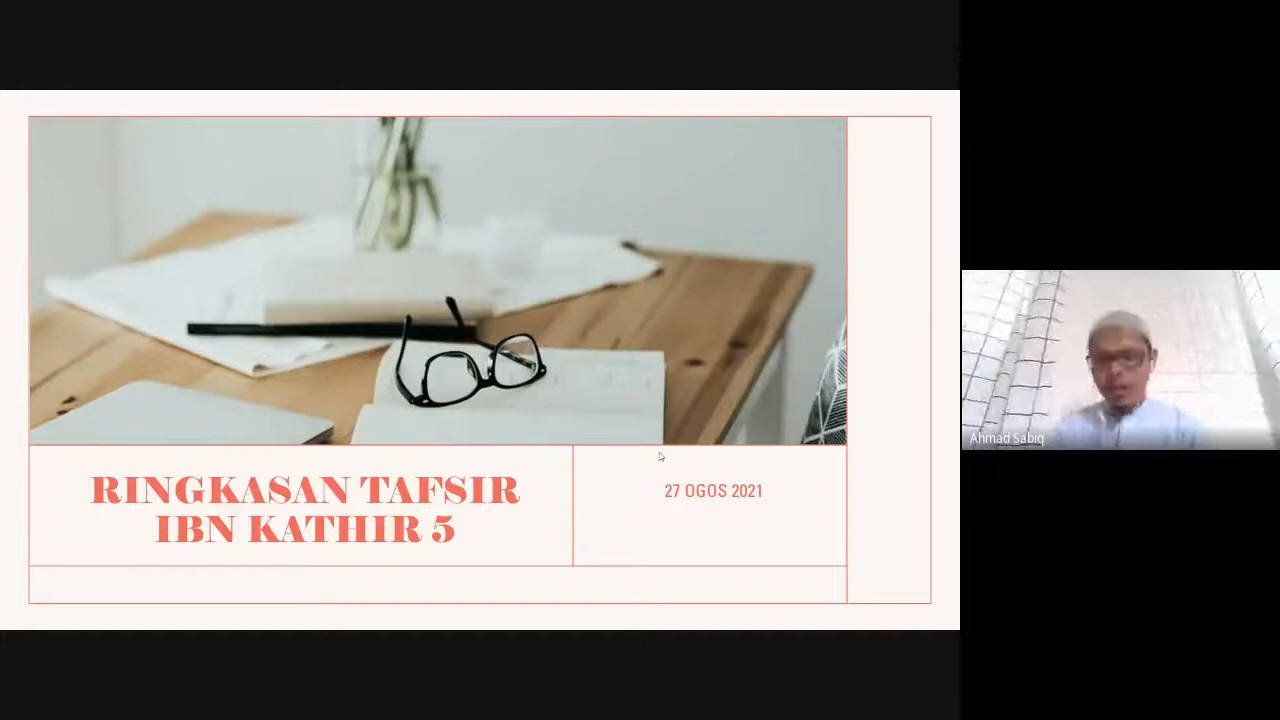 RINGKASAN TAFSIR
IBN KATHIR 5
27 OGOS 2021
Ahmad Sabiq